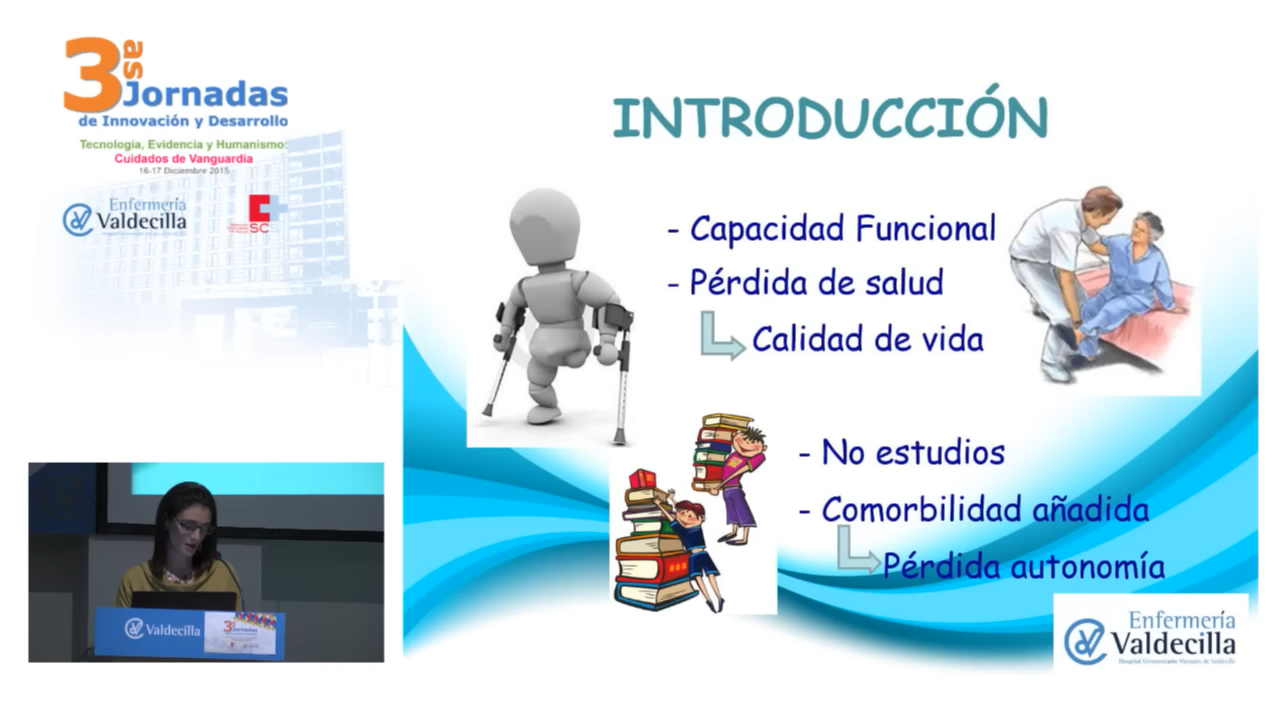 3as
Jornadas
de Innovación y Desarrollo
Tecnología, Evidencia y Humanismo:
Cuidados de Vanguardia
16-17 Diciembre 2015
Enfermería
Valdecilla
SC
INTRODUCCIÓN
- Capacidad Funcional
- Pérdida de salud
Calidad de vida
- No estudios
- Comorbilidad añadida
Pérdida autonomía
Valdecilla
3as Jornadas
Enfermería
Valdecilla
Hospital Universitario Marqués de Valdecilla